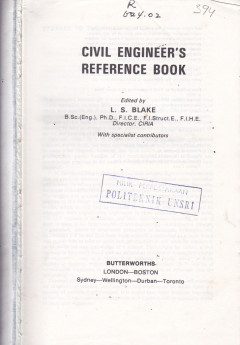 R
624.02
394
CIVIL ENGINEER'S
REFERENCE BOOK
Edited by
L. S. BLAKE
B.Sc.(Eng.), Ph.D., F.I.C.E., F.I.Struct.E., F.I.H.E.
Director, CIRIA
With specialist contributors
POLITEKNIK UNSRI
BUTTERWORTHS
LONDON—BOSTON
Sydney—Wellington—Durban—Toronto